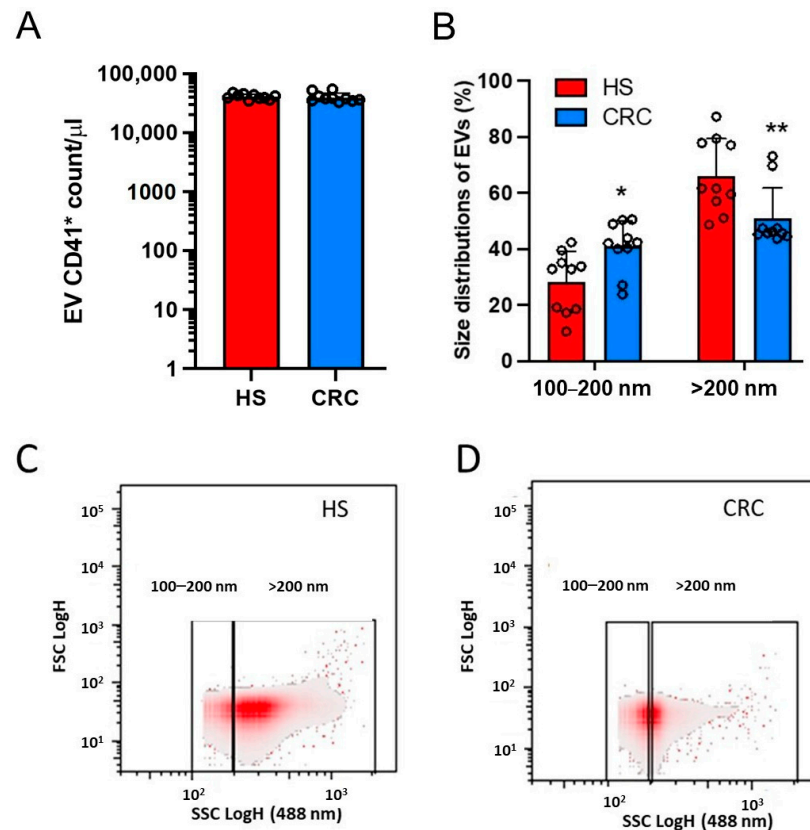 A
EV CD41* count/µl
100,000
10,000
1000
100
10
1
HS
CRC
B
Size distributions of EVs (%)
100
80
60
40
20
0
HS
CRC
*
**
100–200 nm
>200 nm
C
HS
FSC LogH
10⁵
10⁴
10³
10²
10¹
100–200 nm >200 nm
10² 10³
SSC LogH (488 nm)
D
CRC
FSC LogH
10⁵
10⁴
10³
10²
10¹
100–200 nm >200 nm
10² 10³
SSC LogH (488 nm)